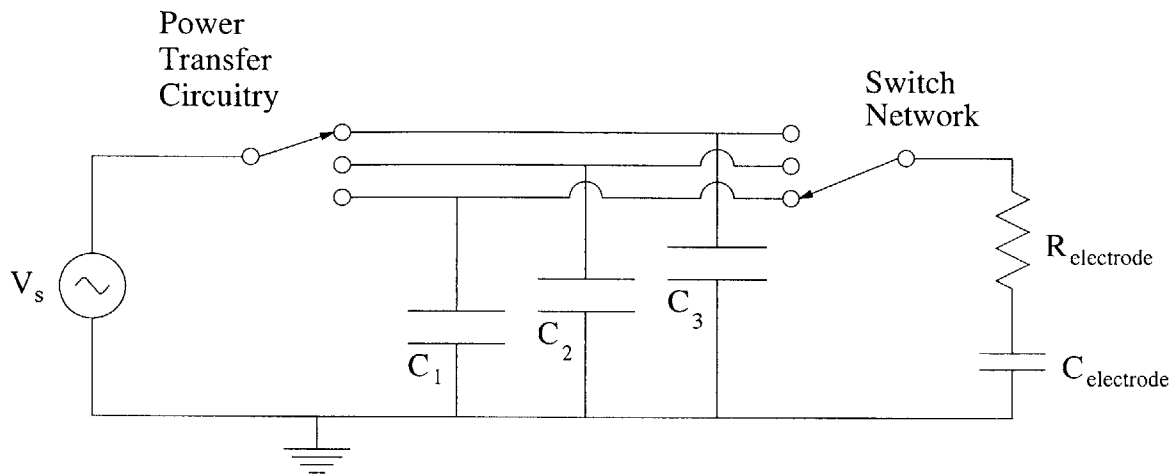 Power
Transfer
Circuitry
Switch
Network
V_s
C_1
C_2
C_3
R_electrode
C_electrode